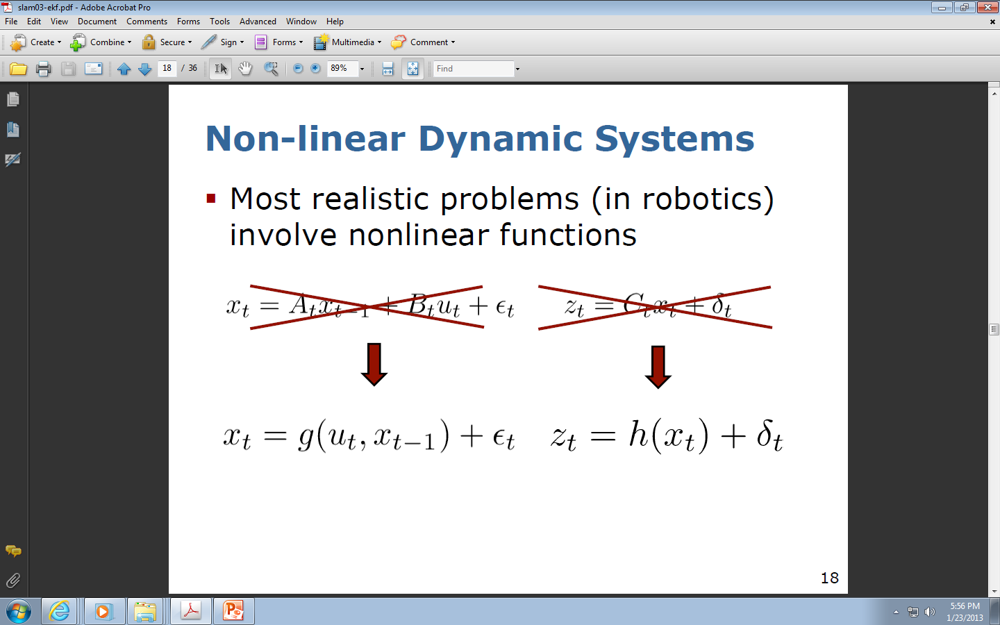 slam03-ekf.pdf - Adobe Acrobat Pro
File Edit View Document Comments Forms Tools Advanced Window Help
Create Combine Secure Sign Forms Multimedia Comment
18 / 36 89% Find
Non-linear Dynamic Systems
Most realistic problems (in robotics)
involve nonlinear functions
x_t = A_t x_{t-1} + B_t u_t + ϵ_t z_t = C_t x_t + δ_t
x_t = g(u_t, x_{t-1}) + ϵ_t z_t = h(x_t) + δ_t
18
5:56 PM
1/23/2013